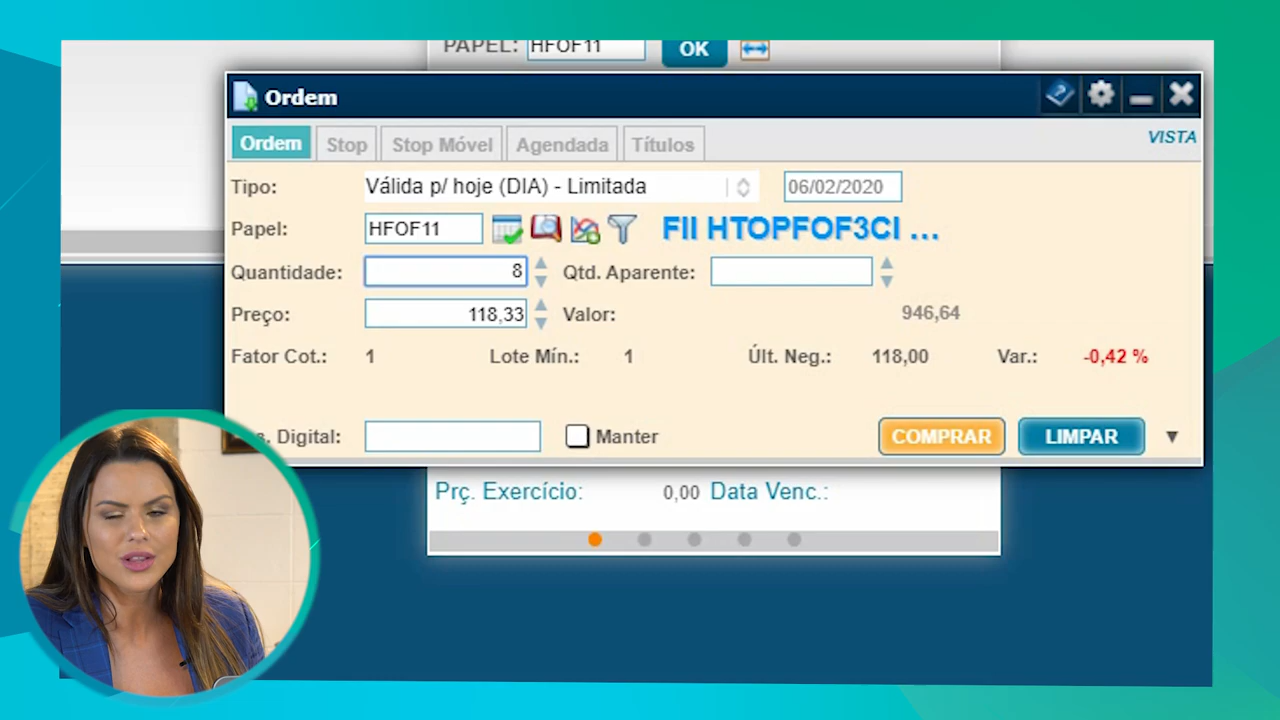 PAPEL: HFOF11 OK
Ordem
Ordem Stop Stop Móvel Agendada Títulos VISTA
Tipo: Válida p/ hoje (DIA) - Limitada 06/02/2020
Papel: HFOF11 FII HTOPFOF3CI ...
Quantidade: 8 Qtd. Aparente:
Preço: 118,33 Valor: 946,64
Fator Cot.: 1 Lote Mín.: 1 Últ. Neg.: 118,00 Var.: -0,42 %
Digital: Manter COMPRAR LIMPAR
Prç. Exercício: 0,00 Data Venc.: